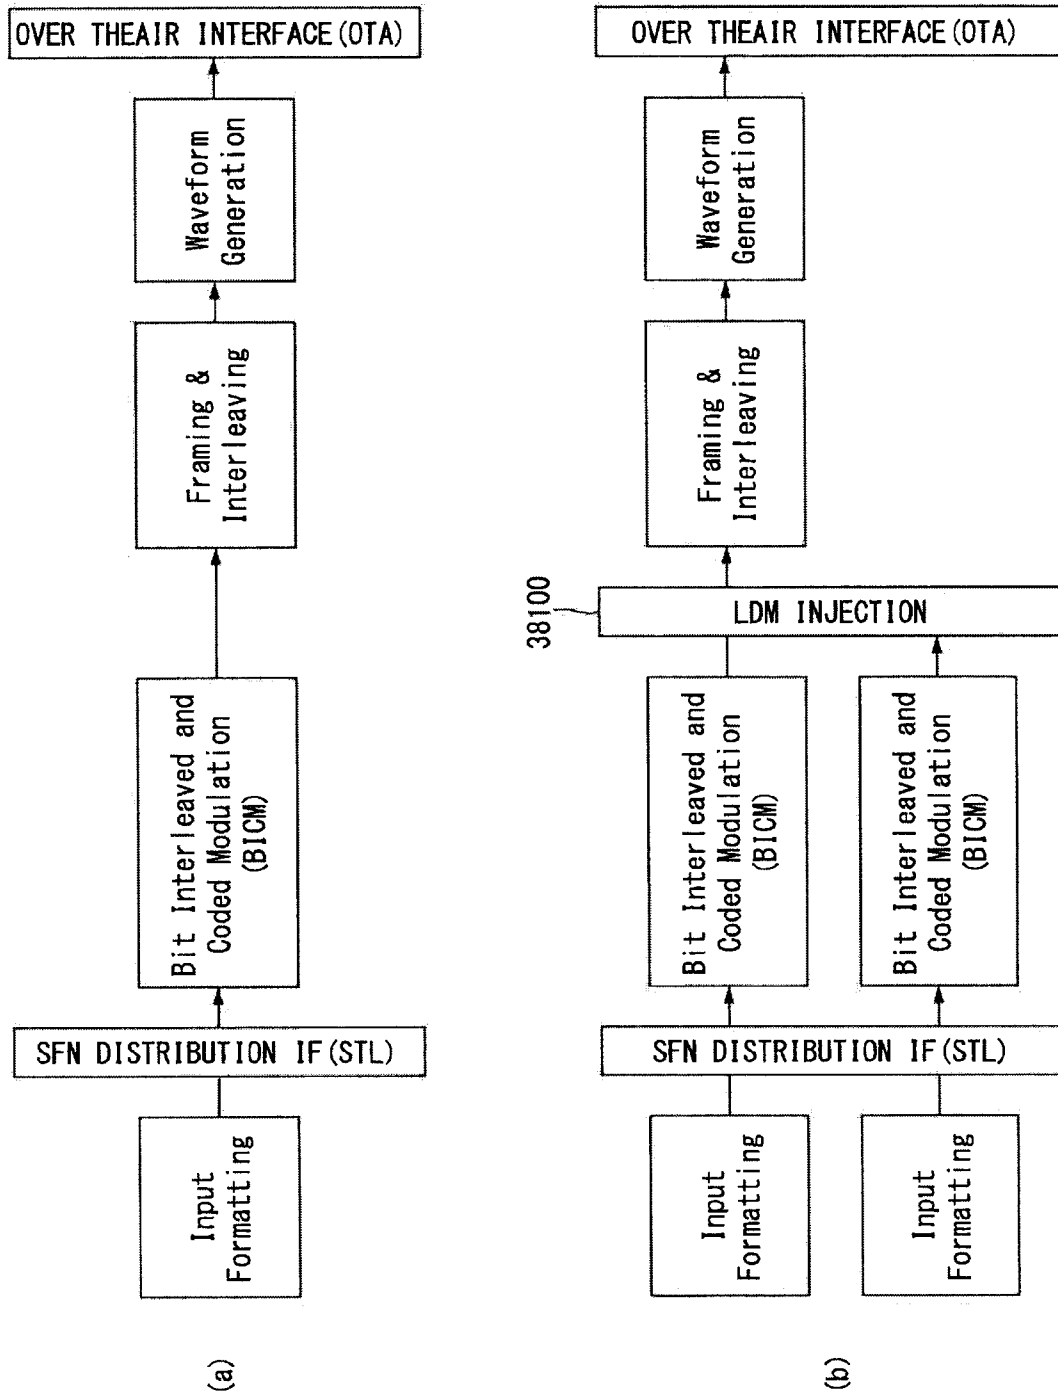 (a)
Input
Formatting
SFN DISTRIBUTION IF(STL)
Bit Interleaved and
Coded Modulation
(BICM)
Framing &
Interleaving
Waveform
Generation
OVER THEAIR INTERFACE(OTA)
(b)
Input
Formatting
Input
Formatting
SFN DISTRIBUTION IF(STL)
Bit Interleaved and
Coded Modulation
(BICM)
Bit Interleaved and
Coded Modulation
(BICM)
38100
LDM INJECTION
Framing &
Interleaving
Waveform
Generation
OVER THEAIR INTERFACE(OTA)